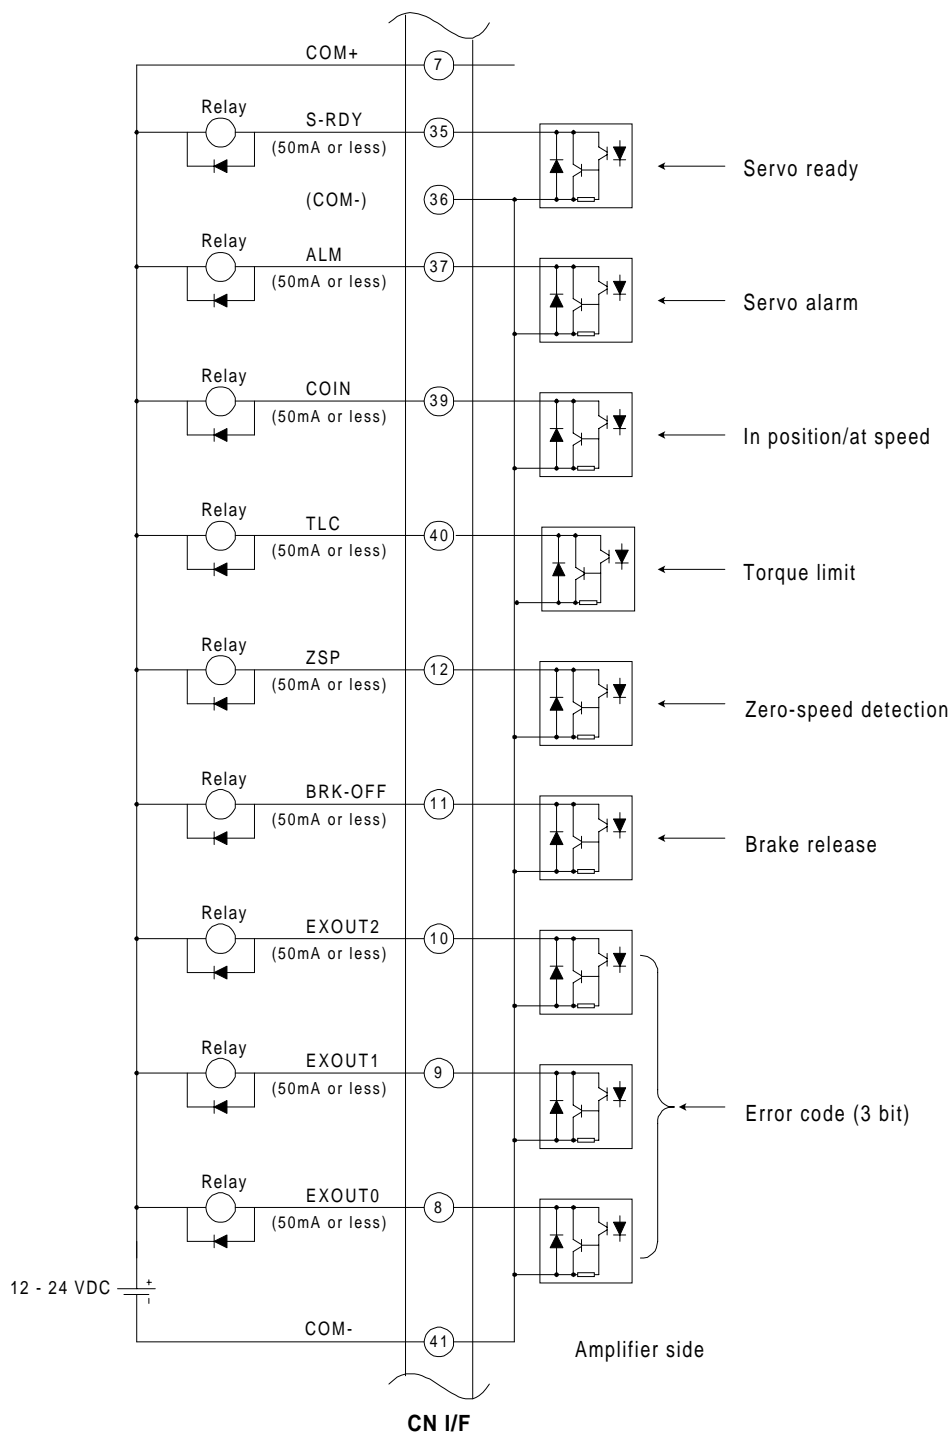 COM+
7
Relay
S-RDY
35
(50mA or less)
Servo ready
(COM-)
36
Relay
ALM
37
(50mA or less)
Servo alarm
Relay
COIN
39
(50mA or less)
In position/at speed
Relay
TLC
40
(50mA or less)
Torque limit
Relay
ZSP
12
(50mA or less)
Zero-speed detection
Relay
BRK-OFF
11
(50mA or less)
Brake release
Relay
EXOUT2
10
(50mA or less)
Relay
EXOUT1
9
(50mA or less)
Error code (3 bit)
Relay
EXOUT0
8
(50mA or less)
12 - 24 VDC
+
-
COM-
41
Amplifier side
CN I/F